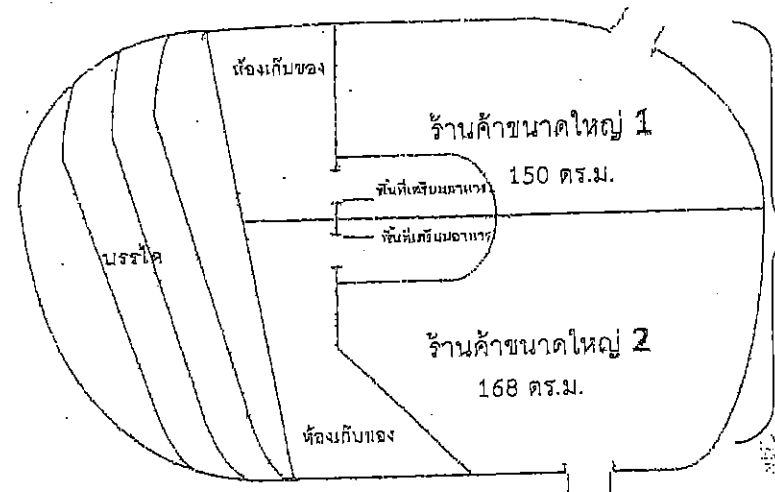 ห้องเก็บของ
ร้านค้าขนาดใหญ่ 1
150 ตร.ม.
พื้นที่เตรียมอาหาร
พื้นที่เตรียมอาหาร
บรรได
ร้านค้าขนาดใหญ่ 2
168 ตร.ม.
ห้องเก็บของ